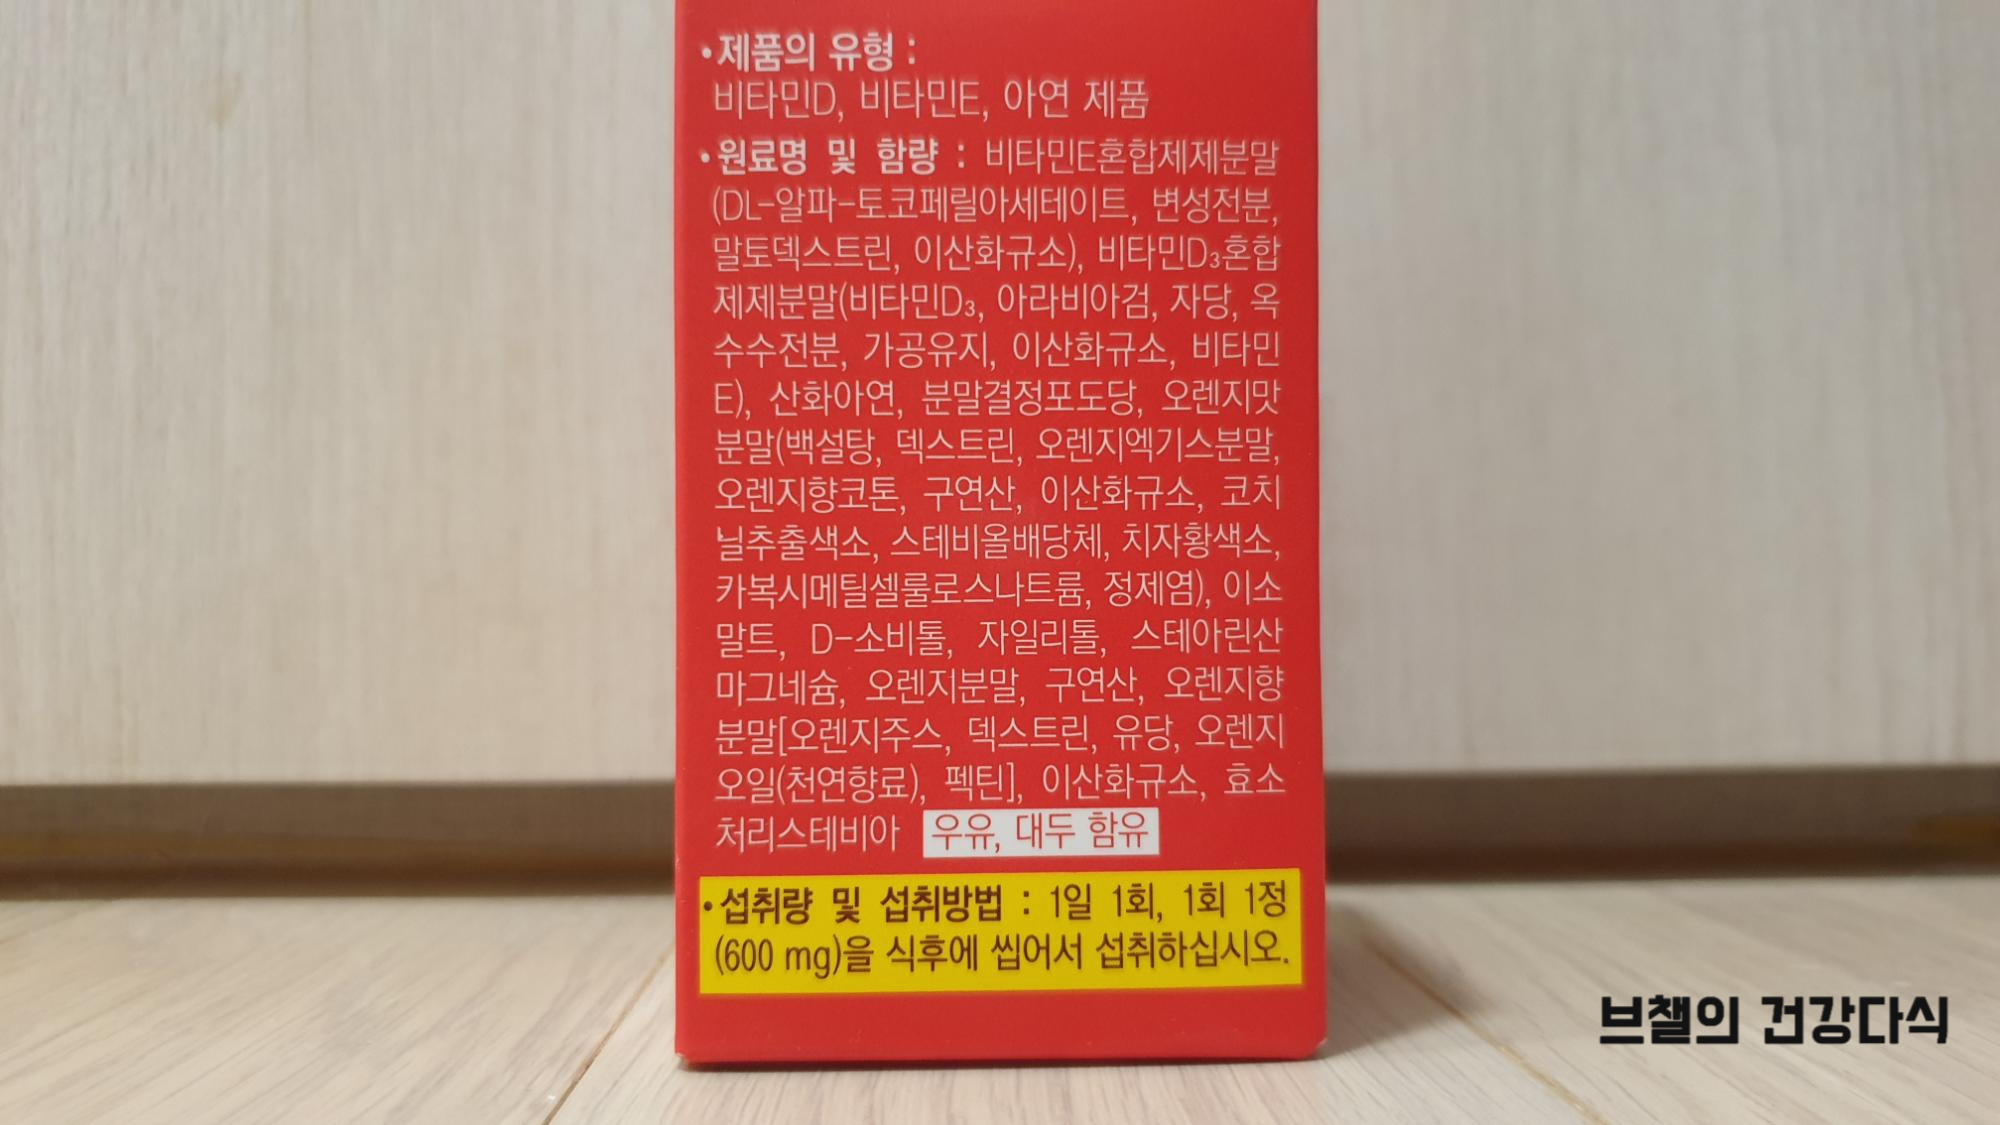 •제품의 유형 :
비타민D, 비타민E, 아연 제품
•원료명 및 함량 : 비타민E혼합제제분말
(DL-알파-토코페릴아세테이트, 변성전분,
말토덱스트린, 이산화규소), 비타민D₃혼합
제제분말(비타민D₃, 아라비아검, 자당, 옥
수수전분, 가공유지, 이산화규소, 비타민
E), 산화아연, 분말결정포도당, 오렌지맛
분말(백설탕, 덱스트린, 오렌지엑기스분말,
오렌지향코튼, 구연산, 이산화규소, 코치
닐추출색소, 스테비올배당체, 치자황색소,
카복시메틸셀룰로스나트륨, 정제염), 이소
말트, D-소비톨, 자일리톨, 스테아린산
마그네슘, 오렌저분말, 구연산, 오렌지향
분말[오렌지주스, 덱스트린, 유당, 오렌지
오일(천연향료), 펙틴], 이산화규소, 효소
처리스테비아 우유, 대두 함유
•섭취량 및 섭취방법 : 1일 1회, 1회 1정
(600 mg)을 식후에 씹어서 섭취하십시오.
브챌의 건강다식